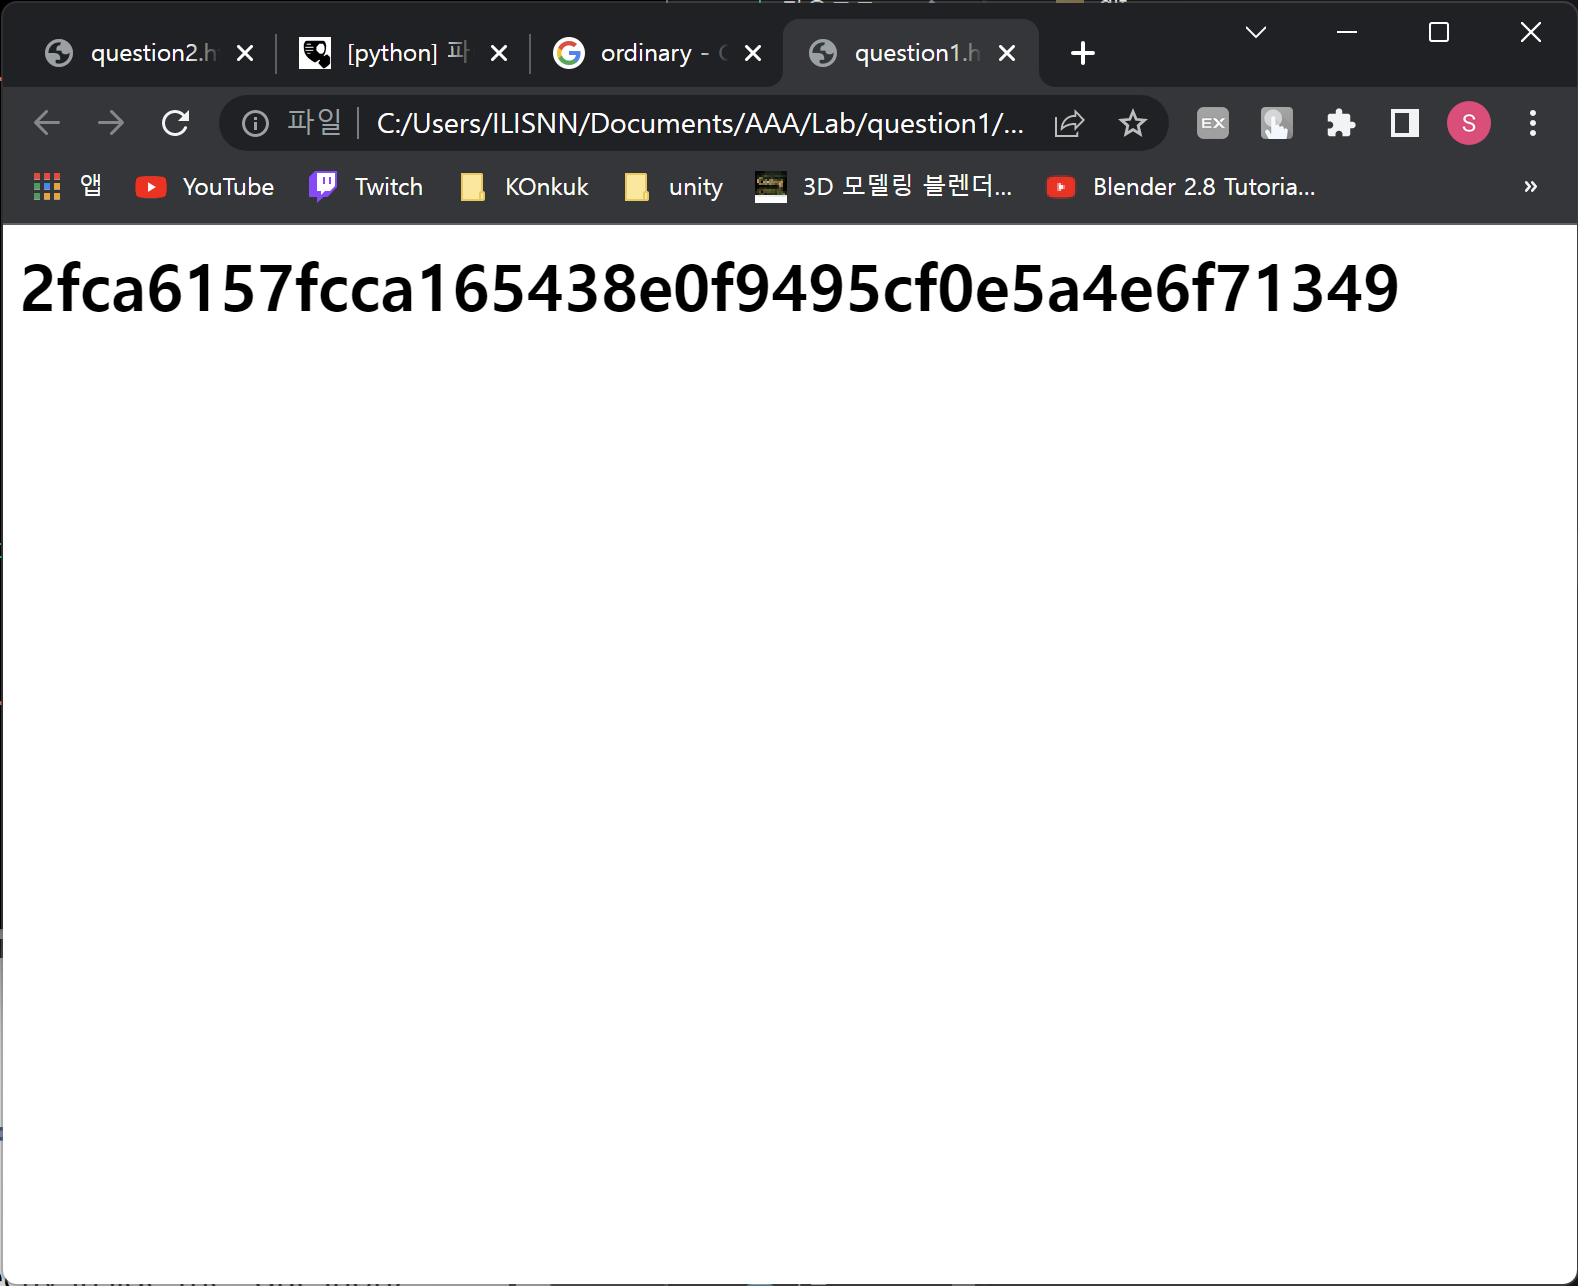 question2.h
[python] 파
ordinary -
question1.h
파일
C:/Users/ILISNN/Documents/AAA/Lab/question1/...
EX
S
앱
YouTube
Twitch
KOnkuk
unity
3D 모델링 블렌더...
Blender 2.8 Tutoria...
»
2fca6157fcca165438e0f9495cf0e5a4e6f71349